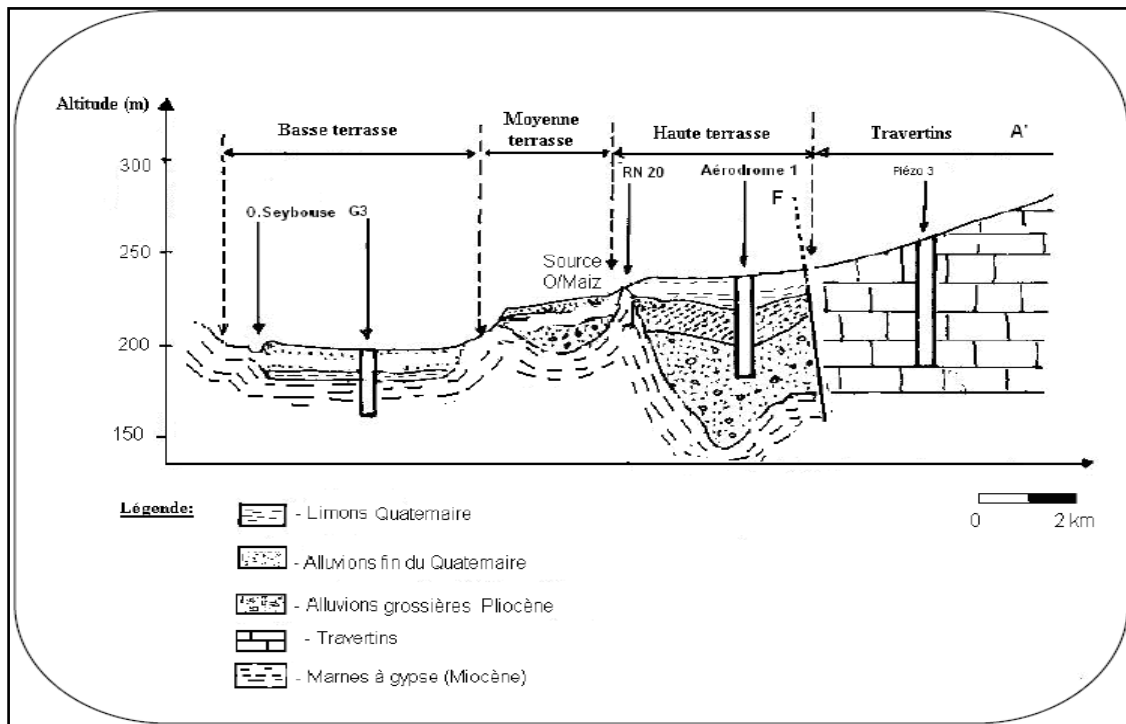 Altitude (m)
Basse terrasse
Moyenne
terrasse
Haute terrasse
Travertins
A'
300
RN 20
Aérodrome 1
Piézo 3
F
O.Seybouse
G3
250
Source
O/Maiz
200
150
Légende:
- Limons Quaternaire
- Alluvions fin du Quaternaire
- Alluvions grossières Pliocène
- Travertins
- Marnes à gypse (Miocène)
0
2 km